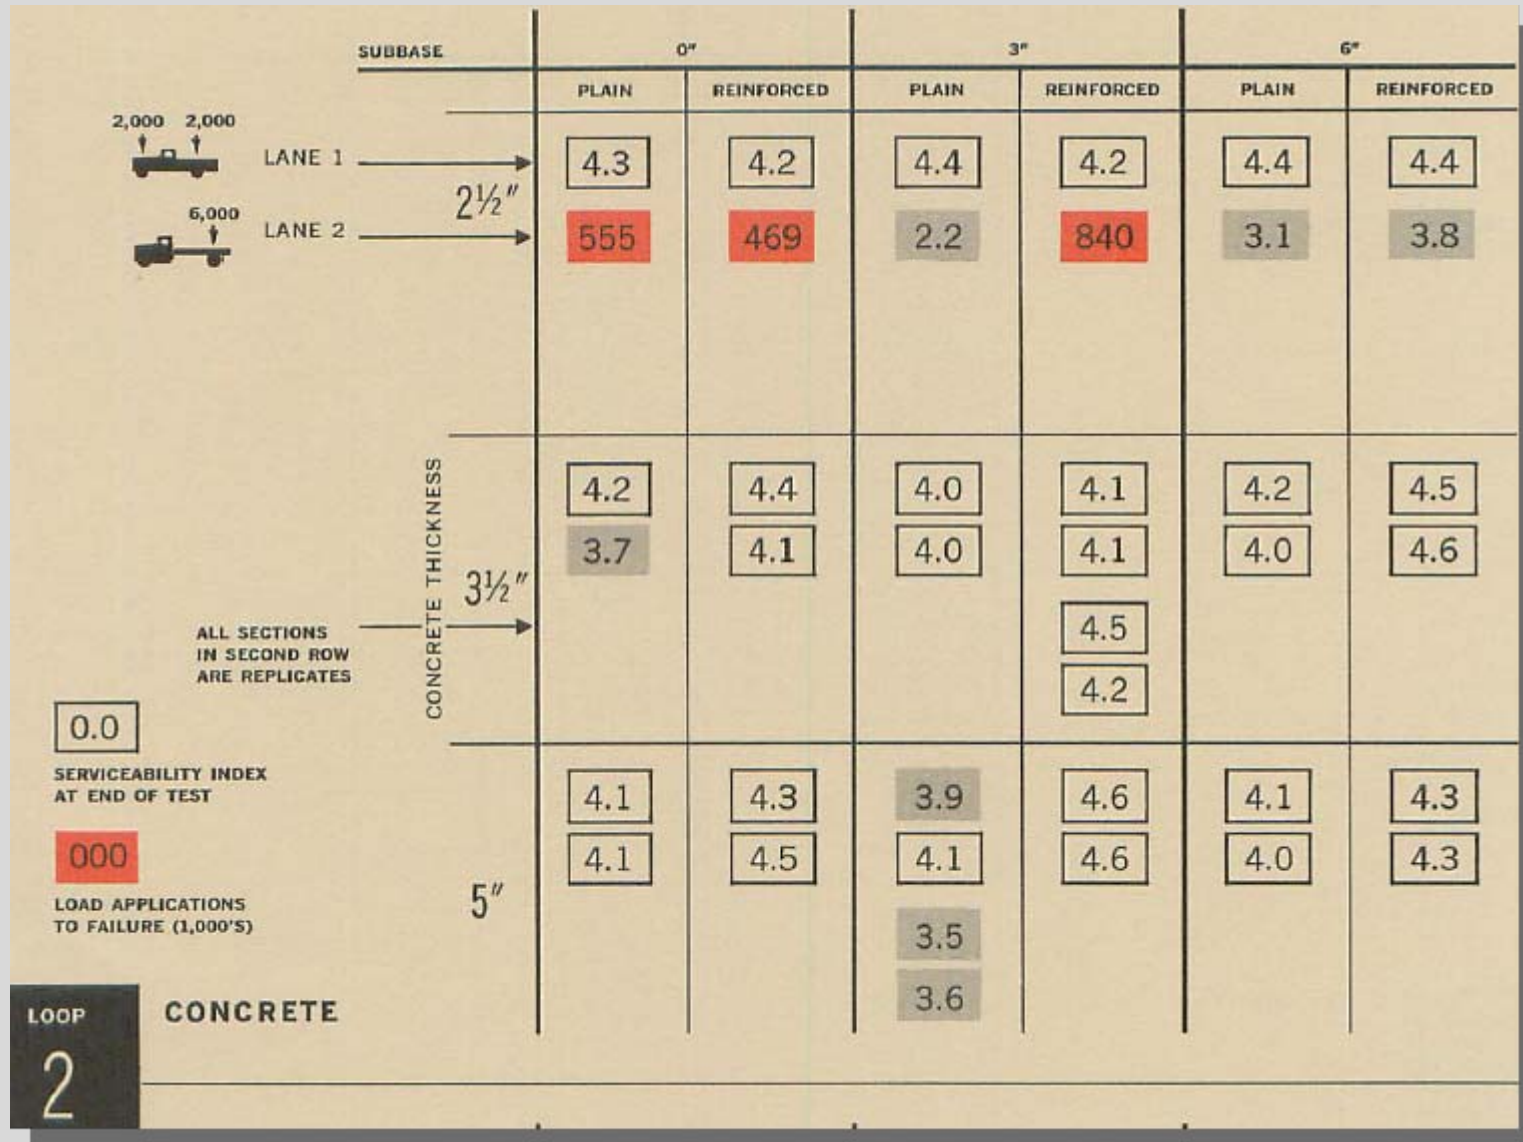 SUBBASE 0″ 3″ 6″
PLAIN REINFORCED PLAIN REINFORCED PLAIN REINFORCED
2,000 2,000
LANE 1 4.3 4.2 4.4 4.2 4.4 4.4
2½″
6,000
LANE 2 555 469 2.2 840 3.1 3.8
CONCRETE THICKNESS
4.2 4.4 4.0 4.1 4.2 4.5
3.7 4.1 4.0 4.1 4.0 4.6
3½″
4.5
4.2
ALL SECTIONS
IN SECOND ROW
ARE REPLICATES
0.0
SERVICEABILITY INDEX
AT END OF TEST
000
LOAD APPLICATIONS
TO FAILURE (1,000'S)
4.1 4.3 3.9 4.6 4.1 4.3
4.1 4.5 4.1 4.6 4.0 4.3
5″
3.5
3.6
LOOP
2
CONCRETE